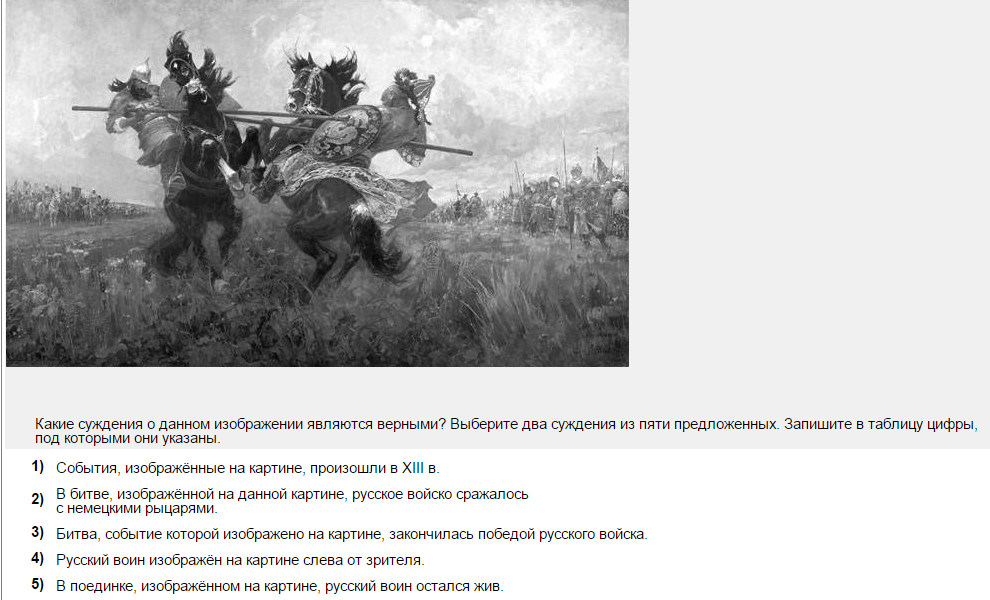 Какие суждения о данном изображении являются верными? Выберите два суждения из пяти предложенных. Запишите в таблицу цифры,
под которыми они указаны.
1) События, изображённые на картине, произошли в XIII в.
2) В битве, изображённой на данной картине, русское войско сражалось
с немецкими рыцарями.
3) Битва, событие которой изображено на картине, закончилась победой русского войска.
4) Русский воин изображён на картине слева от зрителя.
5) В поединке, изображённом на картине, русский воин остался жив.